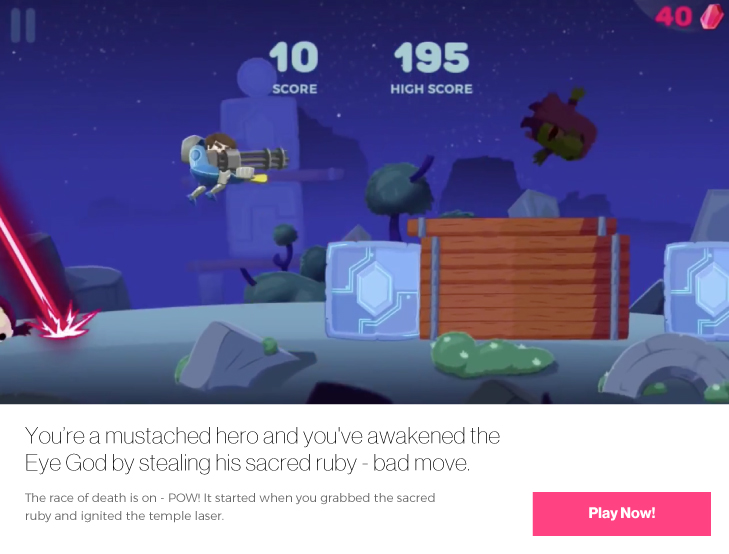 40
10
195
SCORE
HIGH SCORE
You’re a mustached hero and you've awakened the
Eye God by stealing his sacred ruby - bad move.
The race of death is on - POW! It started when you grabbed the sacred
ruby and ignited the temple laser.
Play Now!